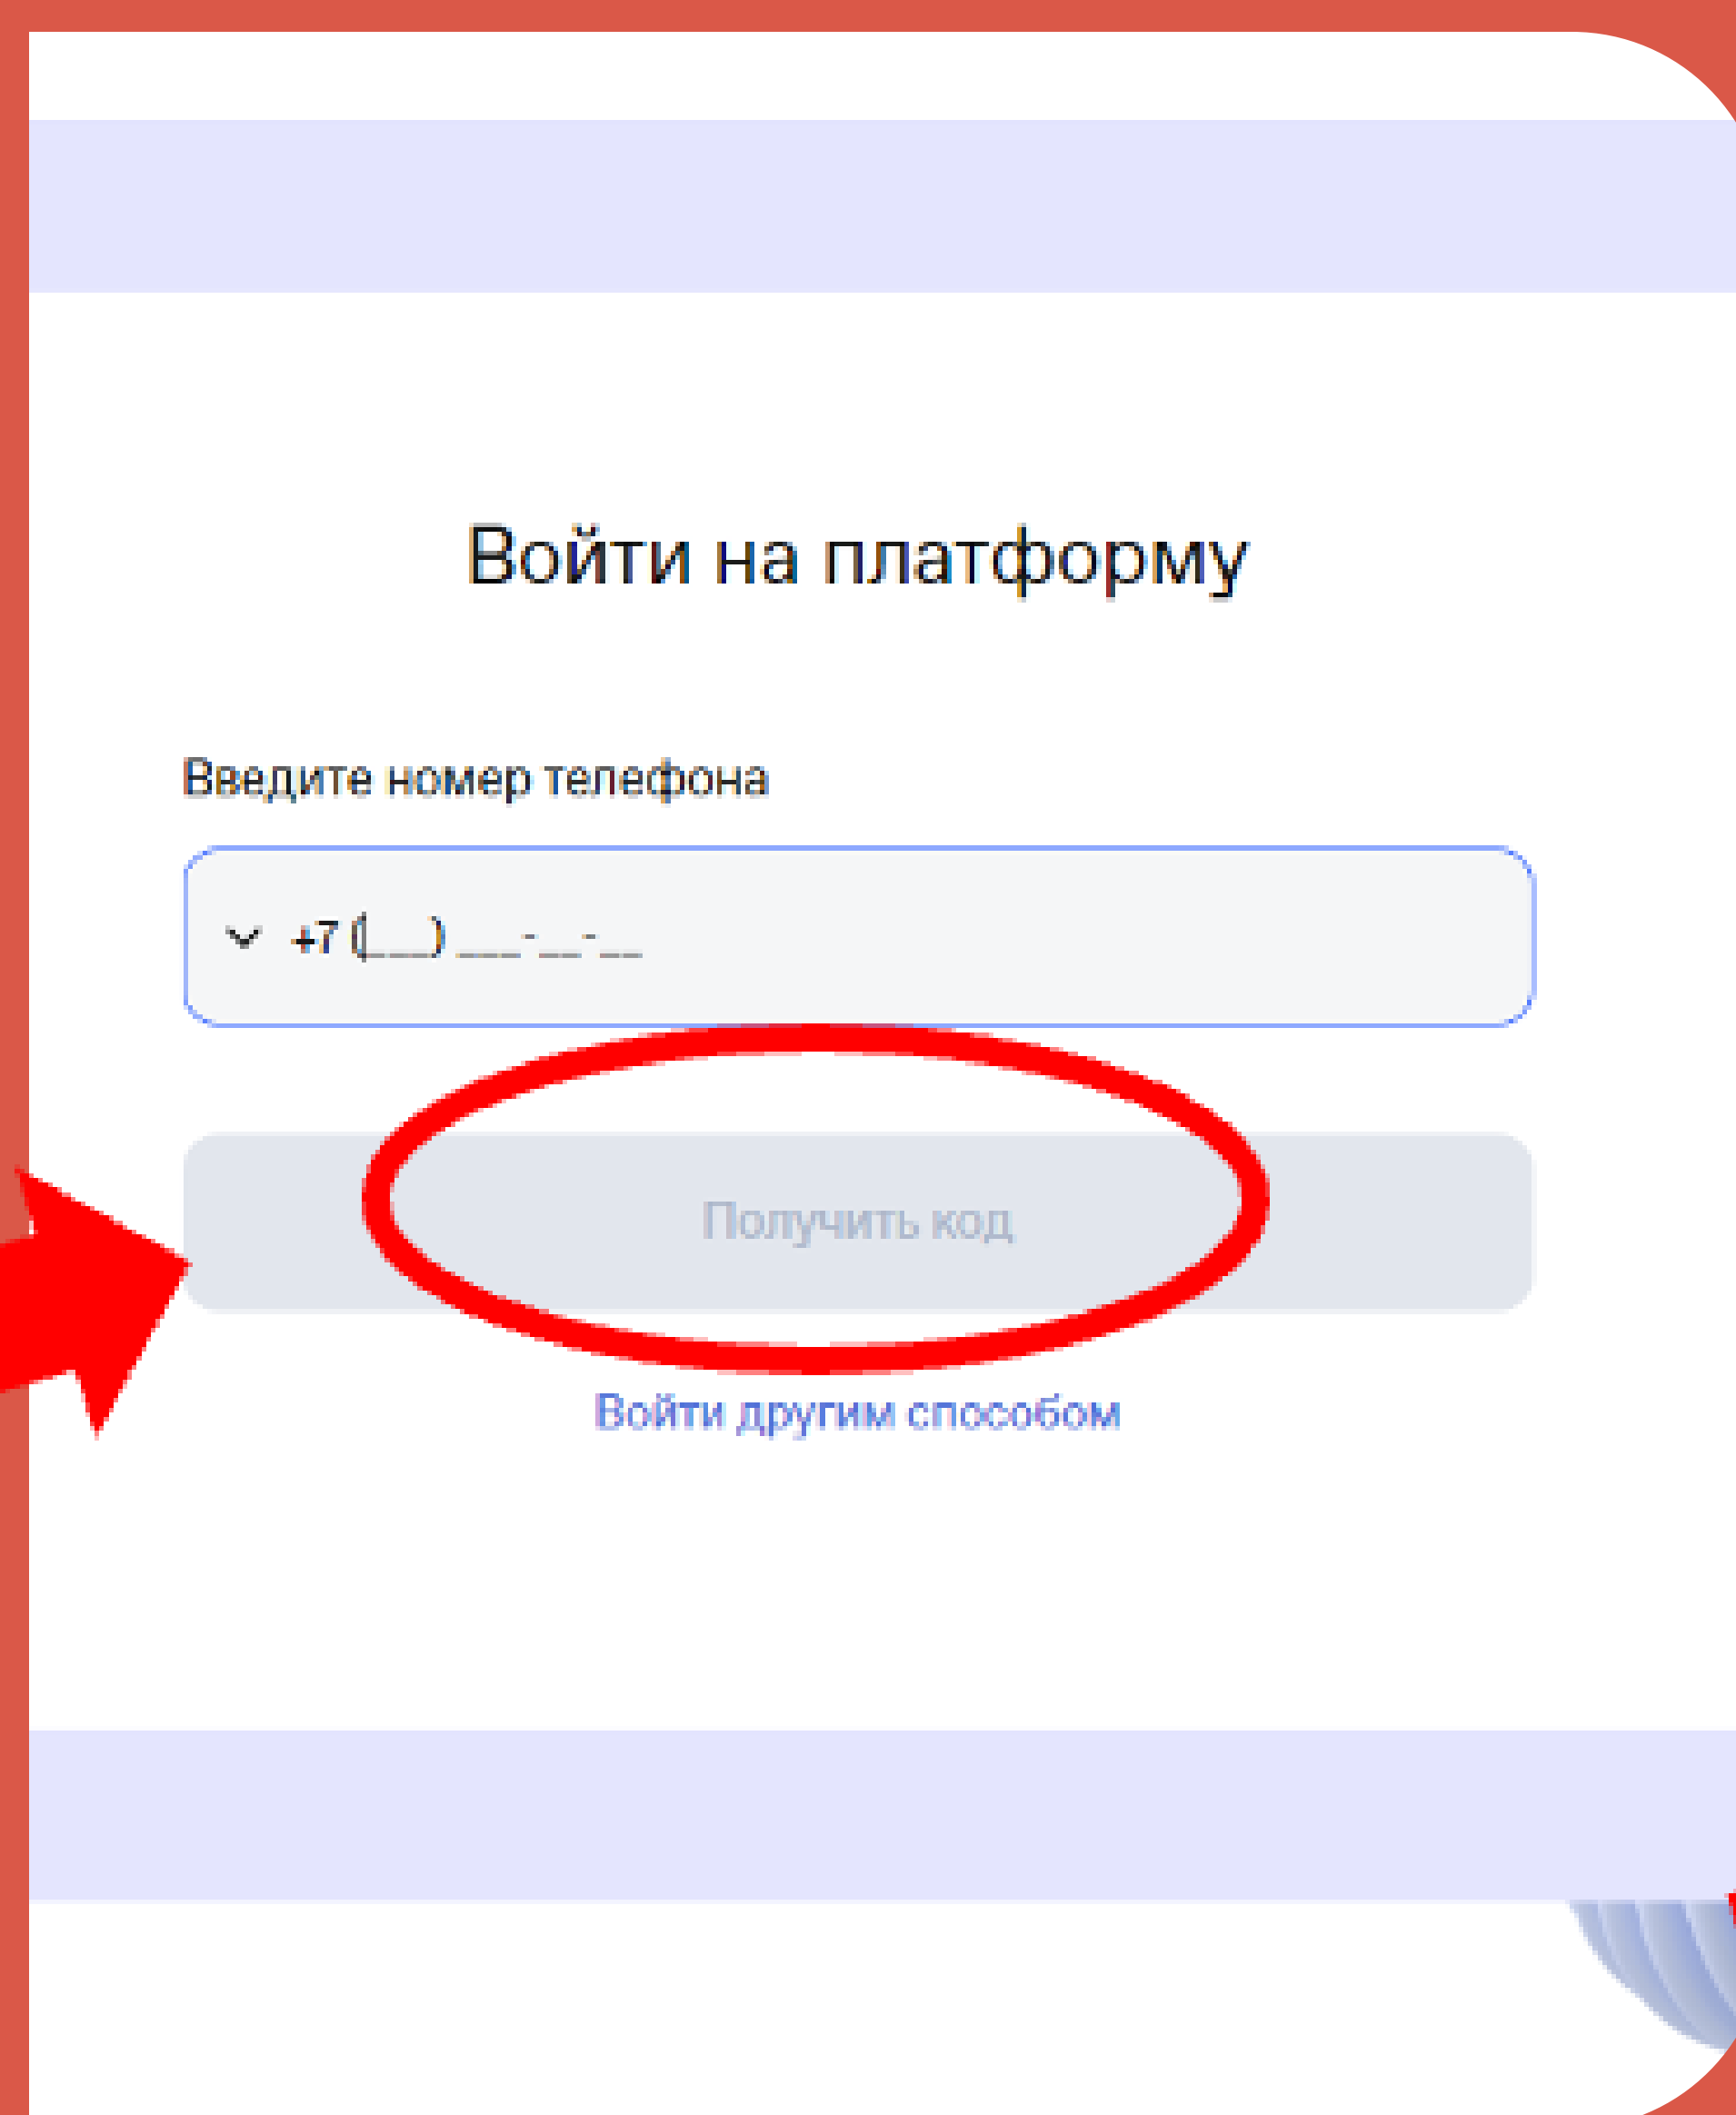 Войти на платформу
Введите номер телефона
+7 (___) ___-__-__
Получить код
Войти другим способом